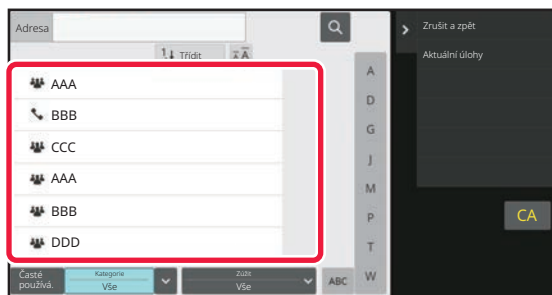 Adresa
Třídit
AAA
BBB
CCC
AAA
BBB
DDD
A
D
G
J
M
P
T
W
Časté
používá.
Kategorie
Vše
Zúžit
Vše
ABC
Zrušit a zpět
Aktuální úlohy
CA